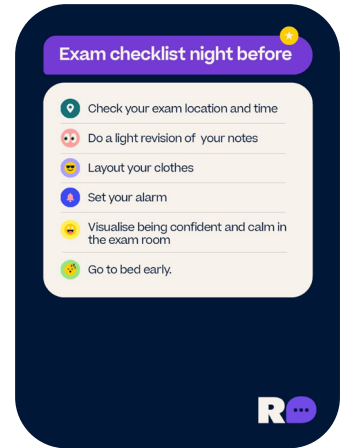 Exam checklist night before
Check your exam location and time
Do a light revision of your notes
Layout your clothes
Set your alarm
Visualise being confident and calm in
the exam room
Go to bed early.
R